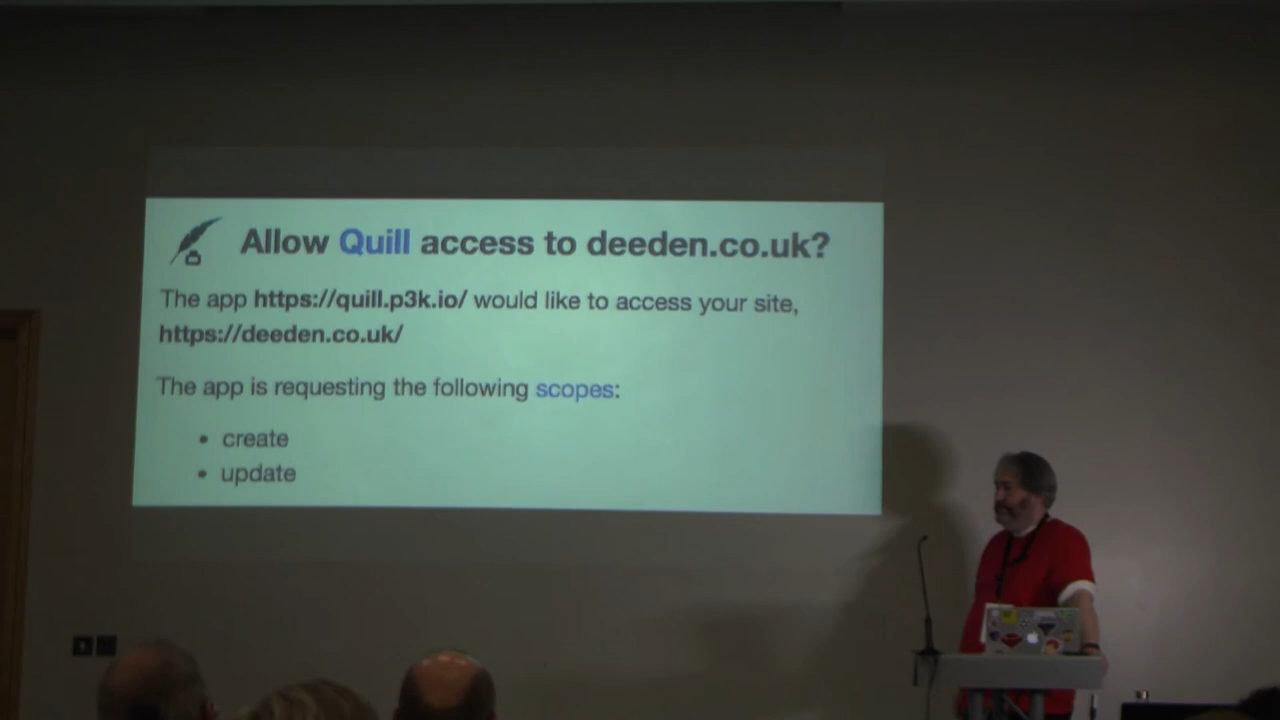 Allow Quill access to deeden.co.uk?
The app https://quill.p3k.io/ would like to access your site,
https://deeden.co.uk/
The app is requesting the following scopes:
• create
• update